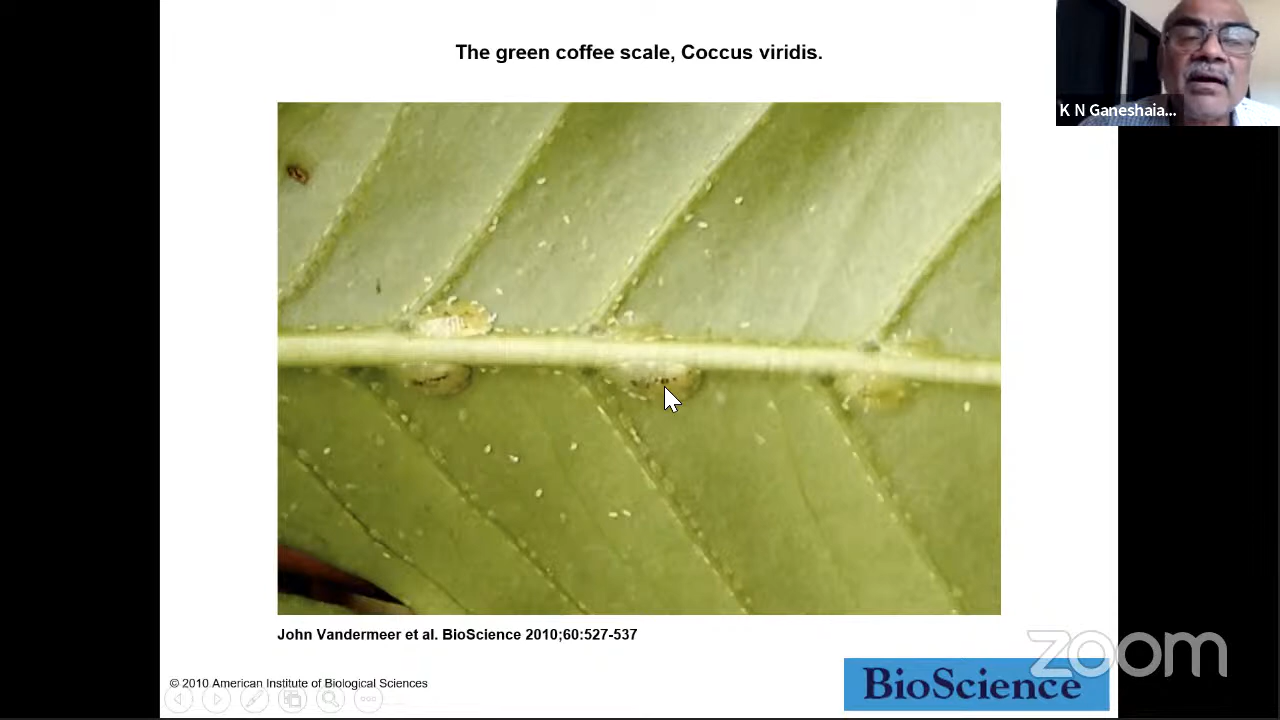 The green coffee scale, Coccus viridis.
K N Ganeshaia...
John Vandermeer et al. BioScience 2010;60:527-537
© 2010 American Institute of Biological Sciences
BioScience
zoom